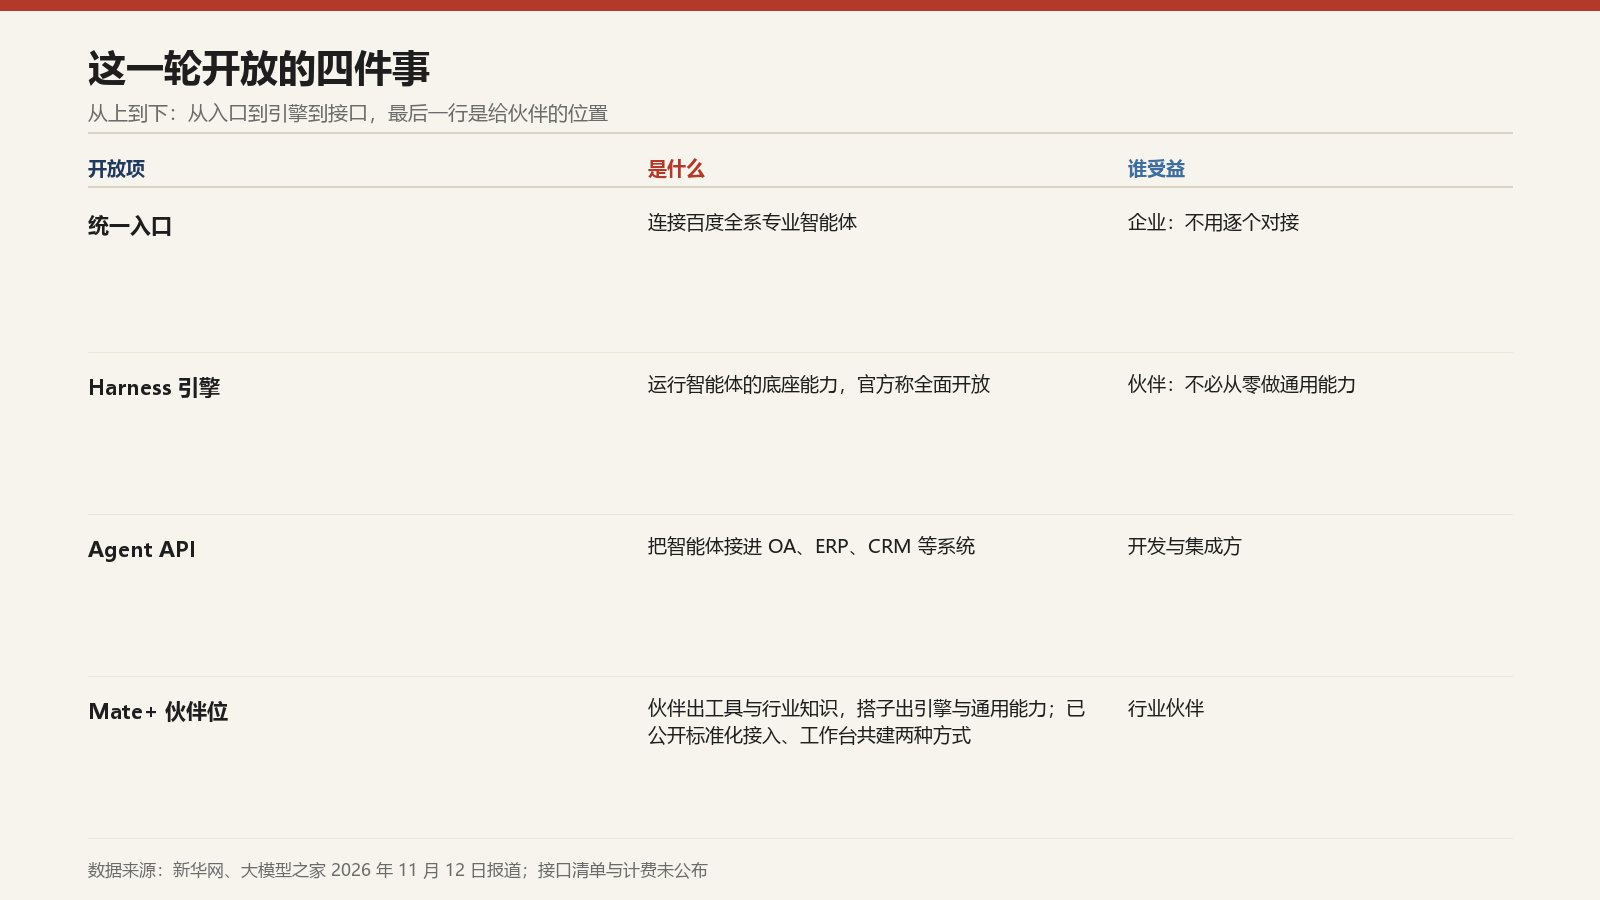 这一轮开放的四件事
从上到下：从入口到引擎到接口，最后一行是给伙伴的位置
开放项 是什么 谁受益
统一入口 连接百度全系专业智能体 企业：不用逐个对接
Harness 引擎 运行智能体的底座能力，官方称全面开放 伙伴：不必从零做通用能力
Agent API 把智能体接进 OA、ERP、CRM 等系统 开发与集成方
Mate+ 伙伴位 伙伴出工具与行业知识，搭子出引擎与通用能力；已 行业伙伴
公开标准化接入、工作台共建两种方式
数据来源：新华网、大模型之家 2026 年 11 月 12 日报道；接口清单与计费未公布